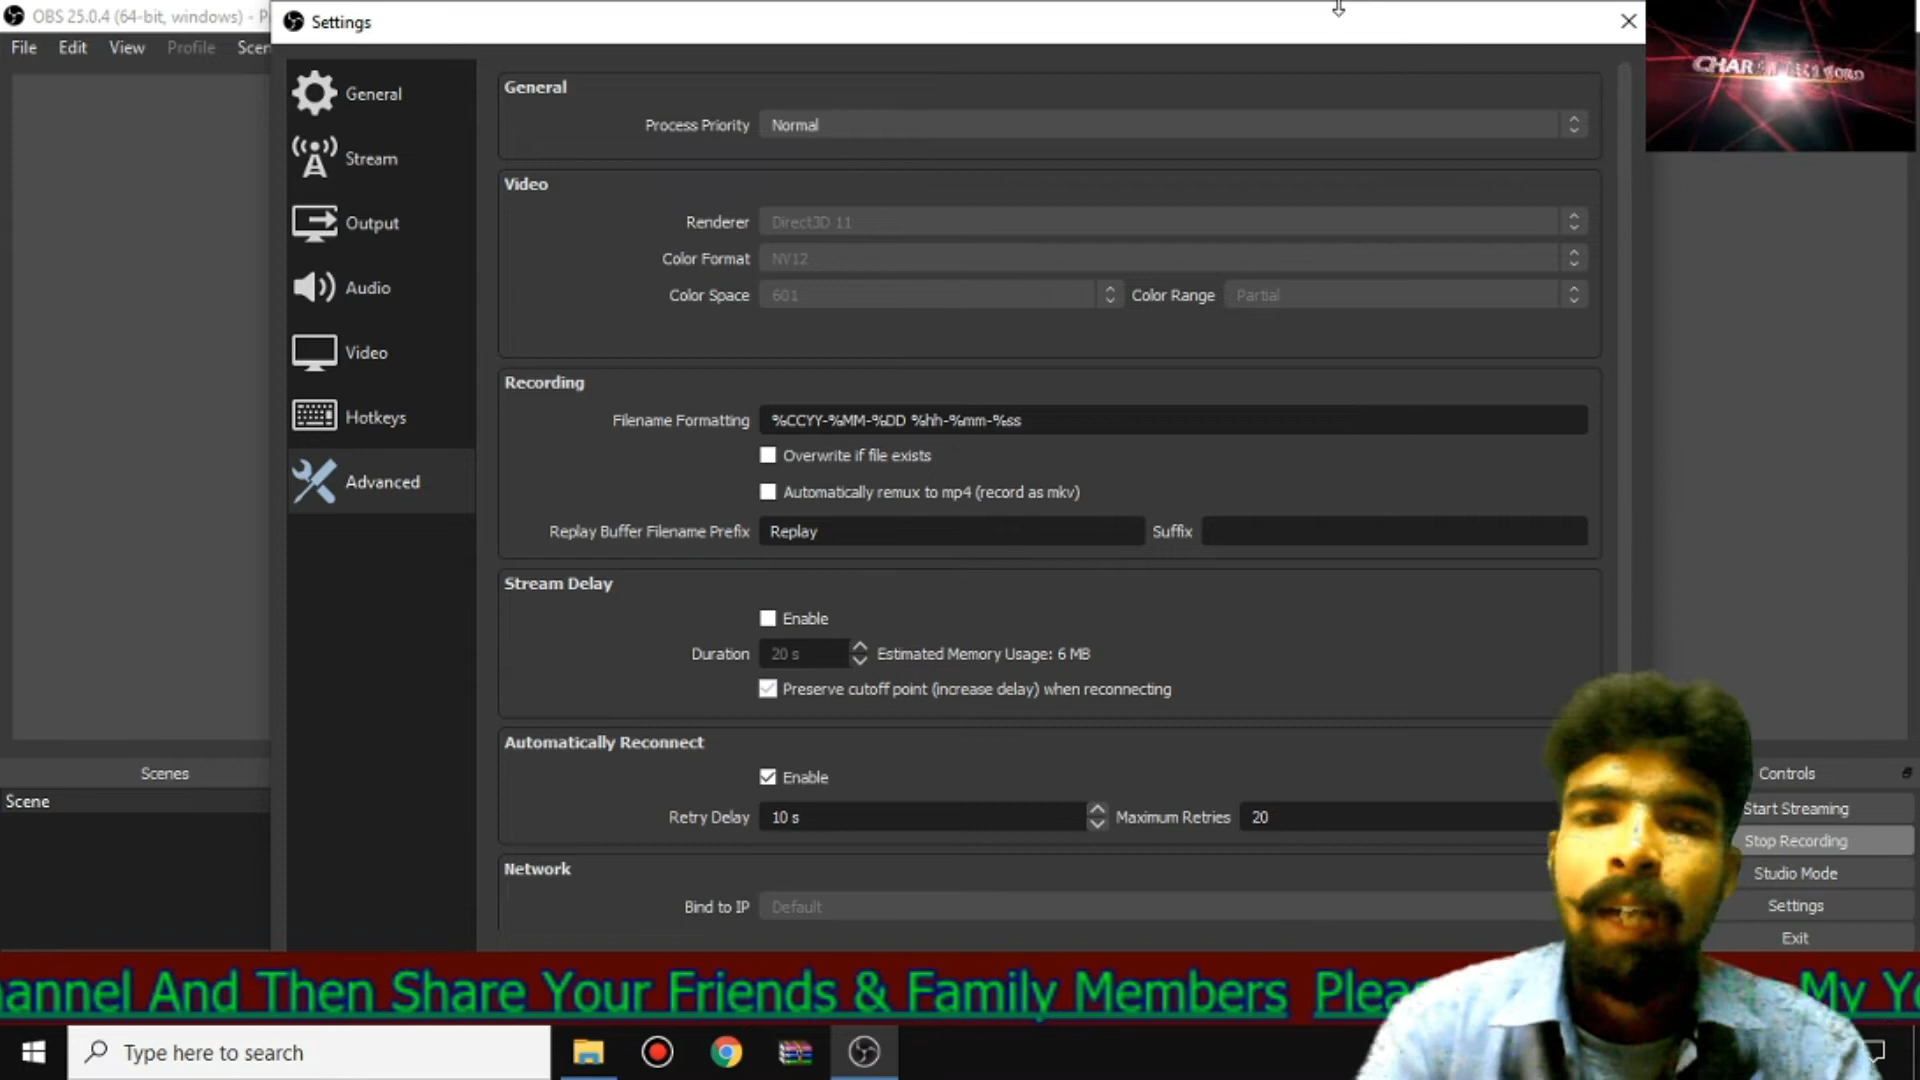 OBS 25.0.4 (64-bit, windows) - P
Settings
File Edit View Profile Scen
General
Stream
Output
Audio
Video
Hotkeys
Advanced
General
Process Priority Normal
Video
Renderer Direct3D 11
Color Format NV12
Color Space 601 Color Range Partial
Recording
Filename Formatting %CCYY-%MM-%DD %hh-%mm-%ss
Overwrite if file exists
Automatically remux to mp4 (record as mkv)
Replay Buffer Filename Prefix Replay Suffix
Stream Delay
Enable
Duration 20 s Estimated Memory Usage: 6 MB
Preserve cutoff point (increase delay) when reconnecting
Automatically Reconnect
Enable
Retry Delay 10 s Maximum Retries 20
Network
Bind to IP Default
Scenes
Scene
Controls
Start Streaming
Stop Recording
Studio Mode
Settings
Exit
hannel And Then Share Your Friends & Family Members Plea My Yo
Type here to search